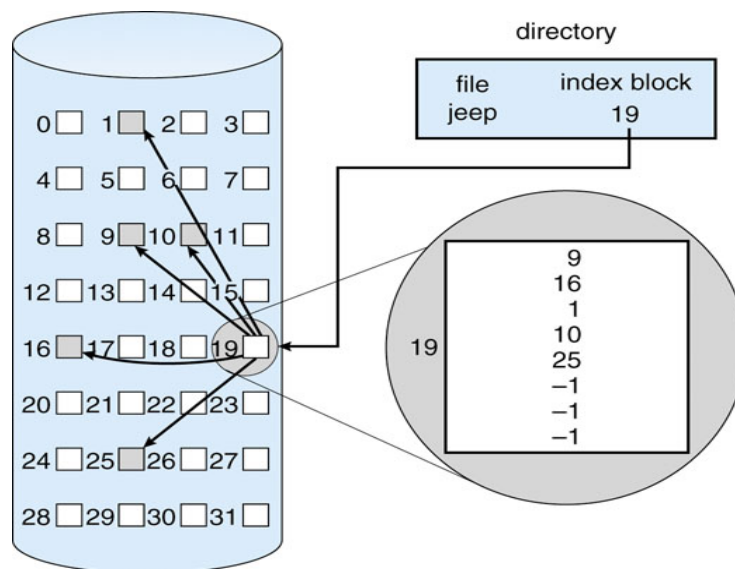 directory
file index block
jeep 19
0 1 2 3
4 5 6 7
8 9 10 11
12 13 14 15
16 17 18 19
20 21 22 23
24 25 26 27
28 29 30 31
19
9
16
1
10
25
−1
−1
−1